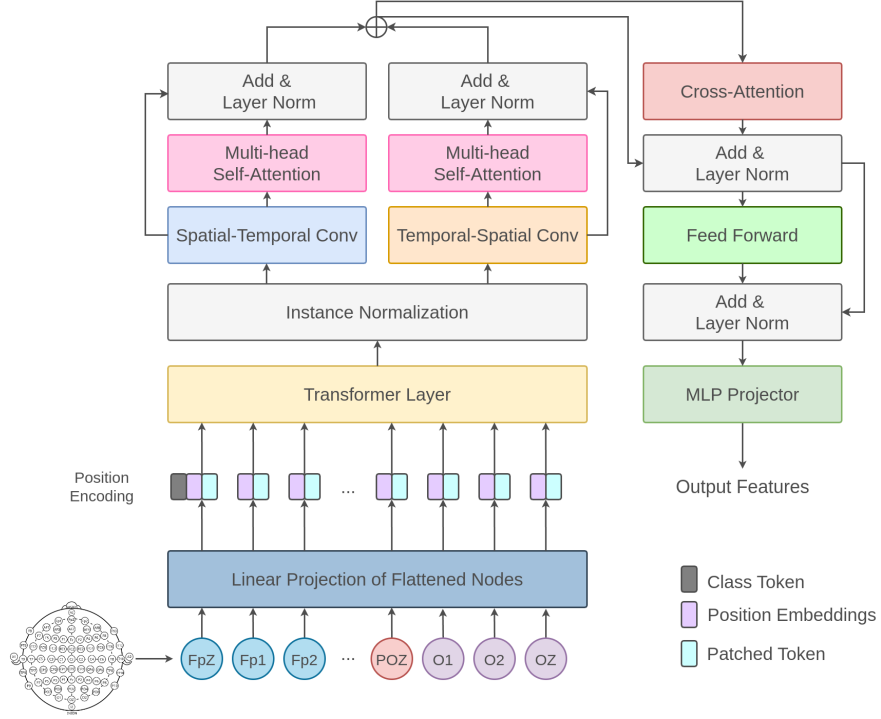 Add &
Layer Norm
Add &
Layer Norm
Cross-Attention
Multi-head
Self-Attention
Multi-head
Self-Attention
Add &
Layer Norm
Spatial-Temporal Conv
Temporal-Spatial Conv
Feed Forward
Instance Normalization
Add &
Layer Norm
Transformer Layer
MLP Projector
Position
Encoding
...
Output Features
Linear Projection of Flattened Nodes
Class Token
Position Embeddings
Patched Token
FpZ
Fp1
Fp2
...
POZ
O1
O2
OZ